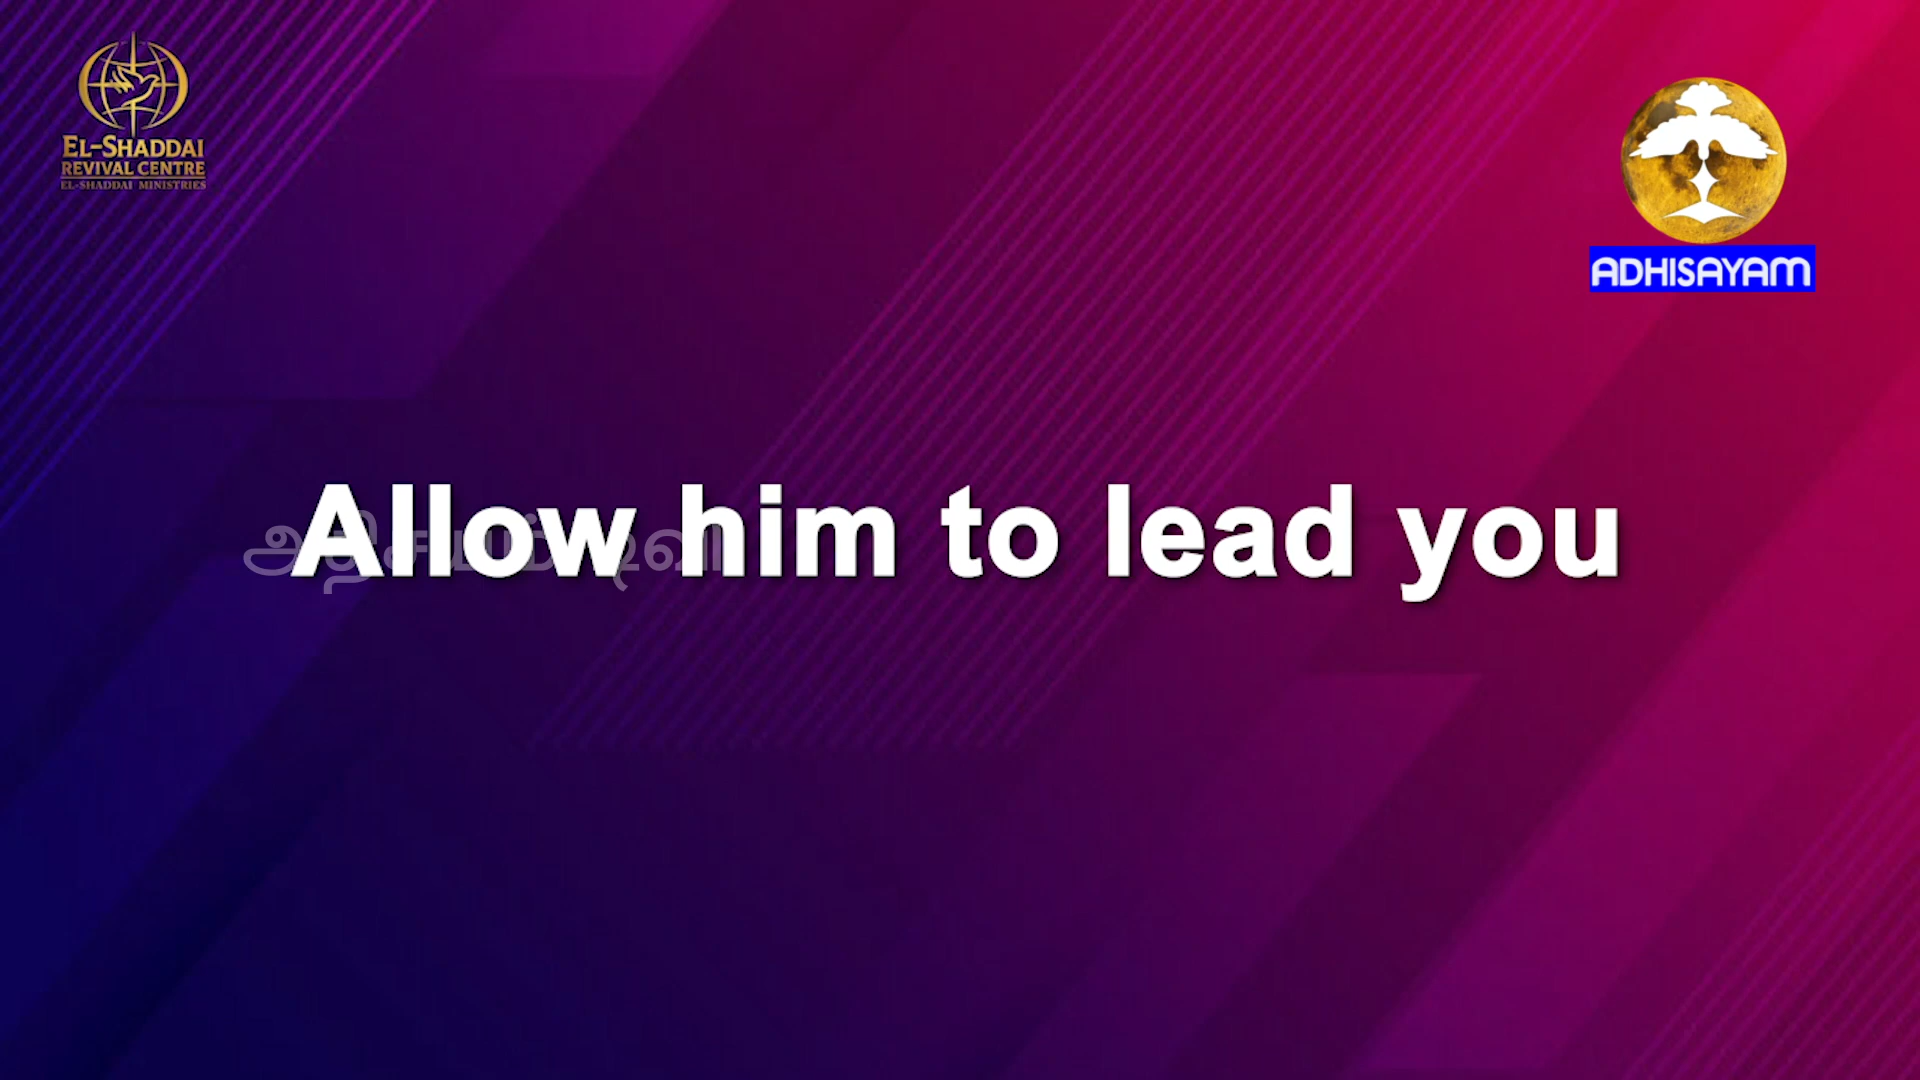 EL-SHADDAI
REVIVAL CENTRE
EL-SHADDAI MINISTRIES
ADHISAYAM
Allow him to lead you